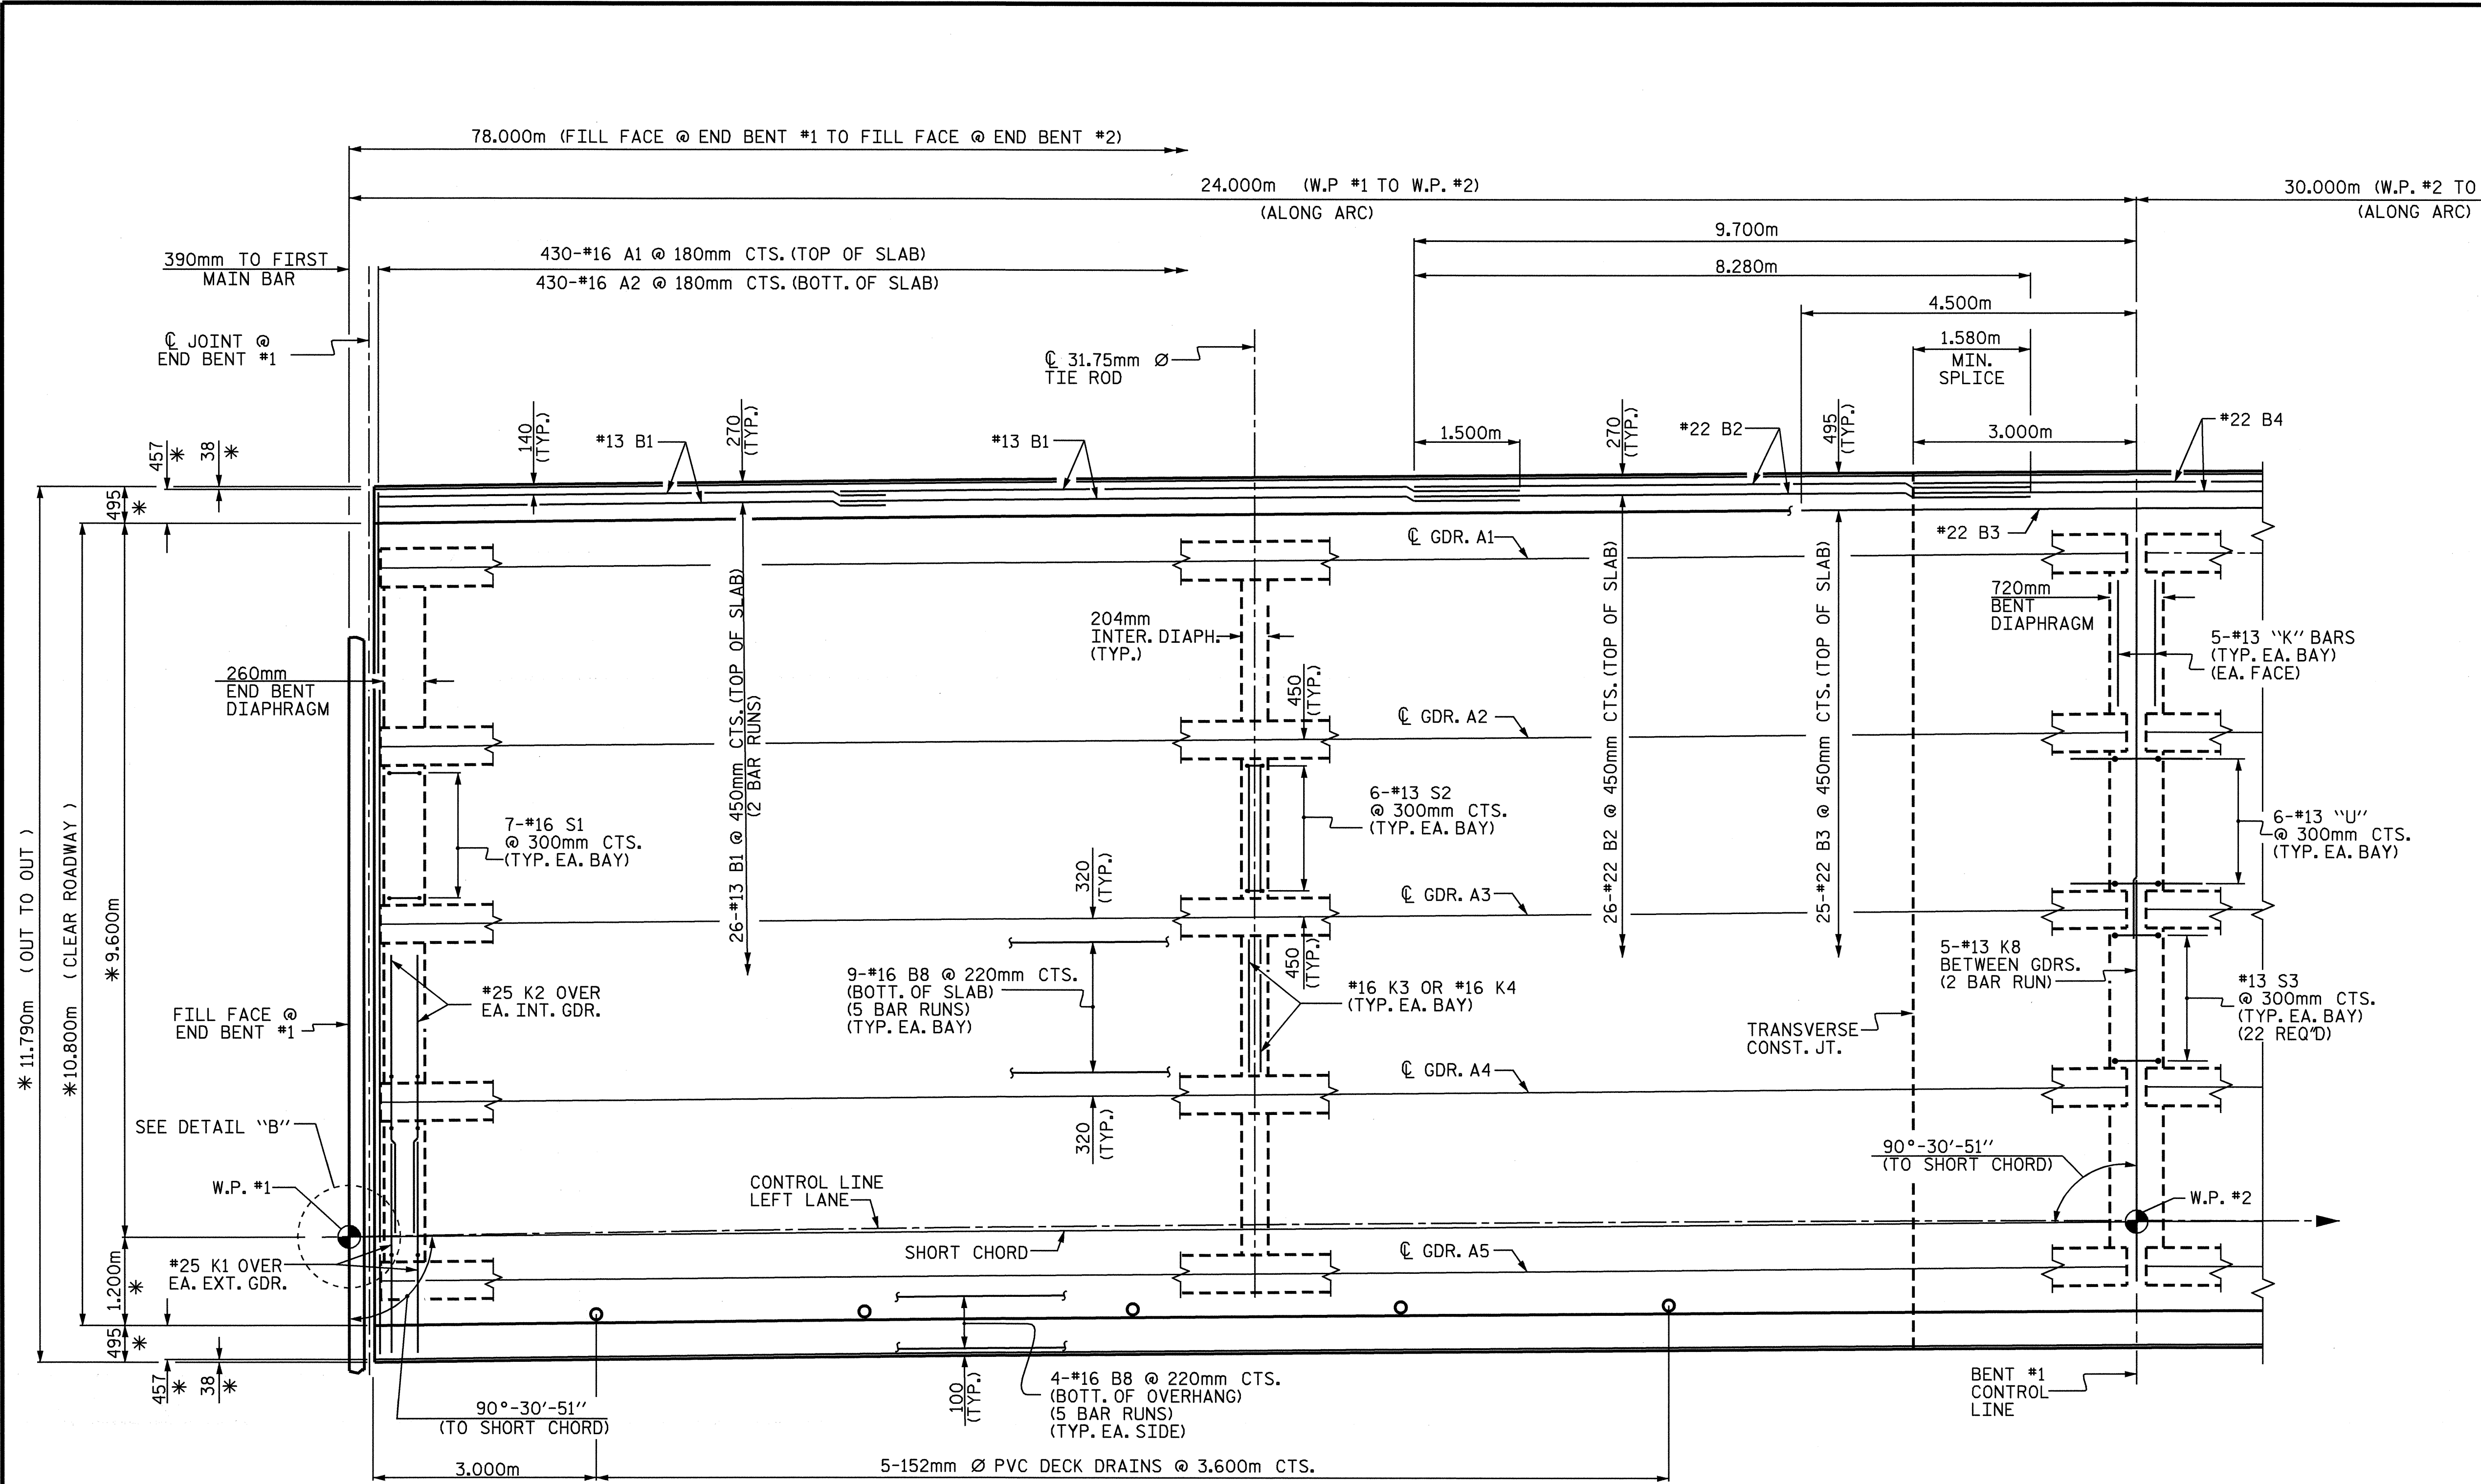 78.000m (FILL FACE @ END BENT #1 TO FILL FACE @ END BENT #2)
24.000m (W.P #1 TO W.P. #2)
(ALONG ARC)
30.000m (W.P. #2 TO
(ALONG ARC)
9.700m
390mm TO FIRST
MAIN BAR
430-#16 A1 @ 180mm CTS. (TOP OF SLAB)
430-#16 A2 @ 180mm CTS. (BOTT. OF SLAB)
8.280m
4.500m
℄ JOINT @
END BENT #1
℄ 31.75mm Ø
TIE ROD
1.580m
MIN.
SPLICE
457
*
38
*
140
(TYP.)
#13 B1
270
(TYP.)
#13 B1
1.500m
270
(TYP.)
#22 B2
495
(TYP.)
3.000m
#22 B4
495
*
℄ GDR. A1
#22 B3
720mm
BENT
DIAPHRAGM
204mm
INTER. DIAPH.
(TYP.)
5-#13 ``K'' BARS
(TYP. EA. BAY)
(EA. FACE)
260mm
END BENT
DIAPHRAGM
450
(TYP.)
℄ GDR. A2
26-#13 B1 @ 450mm CTS. (TOP OF SLAB)
(2 BAR RUNS)
26-#22 B2 @ 450mm CTS. (TOP OF SLAB)
25-#22 B3 @ 450mm CTS. (TOP OF SLAB)
7-#16 S1
@ 300mm CTS.
(TYP. EA. BAY)
6-#13 S2
@ 300mm CTS.
(TYP. EA. BAY)
6-#13 ``U''
@ 300mm CTS.
(TYP. EA. BAY)
* 11.790m ( OUT TO OUT )
*10.800m ( CLEAR ROADWAY )
*9.600m
320
(TYP.)
℄ GDR. A3
450
(TYP.)
#25 K2 OVER
EA. INT. GDR.
9-#16 B8 @ 220mm CTS.
(BOTT. OF SLAB)
(5 BAR RUNS)
(TYP. EA. BAY)
#16 K3 OR #16 K4
(TYP. EA. BAY)
5-#13 K8
BETWEEN GDRS.
(2 BAR RUN)
#13 S3
@ 300mm CTS.
(TYP. EA. BAY)
(22 REQ'D)
FILL FACE @
END BENT #1
TRANSVERSE
CONST. JT.
℄ GDR. A4
SEE DETAIL ``B''
320
(TYP.)
90°-30'-51''
(TO SHORT CHORD)
W.P. #1
CONTROL LINE
LEFT LANE
W.P. #2
SHORT CHORD
℄ GDR. A5
#25 K1 OVER
EA. EXT. GDR.
1.200m
*
495
*
457
*
38
*
90°-30'-51''
(TO SHORT CHORD)
100
(TYP.)
4-#16 B8 @ 220mm CTS.
(BOTT. OF OVERHANG)
(5 BAR RUNS)
(TYP. EA. SIDE)
BENT #1
CONTROL
LINE
3.000m
5-152mm Ø PVC DECK DRAINS @ 3.600m CTS.